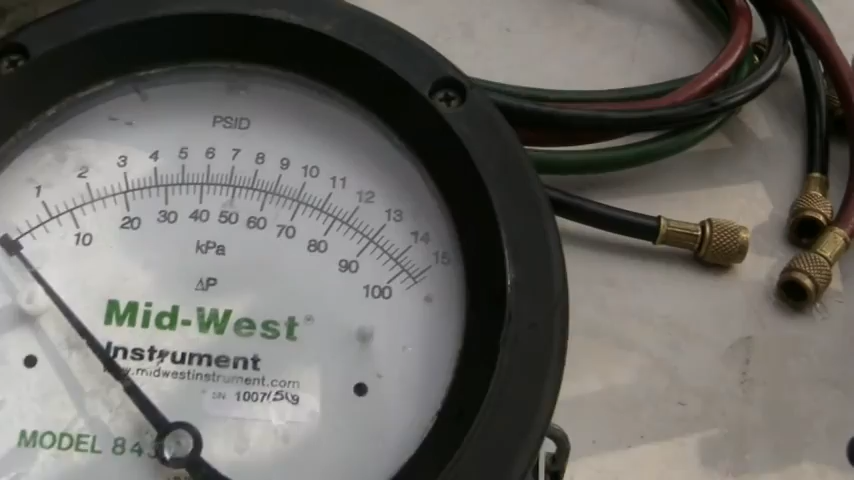 PSID
1 2 3 4 5 6 7 8 9 10 11 12 13 14 15
10 20 30 40 50 60 70 80 90 100
kPa
ΔP
Mid-West®
Instrument
.midwestinstrument.com
SN
MODEL